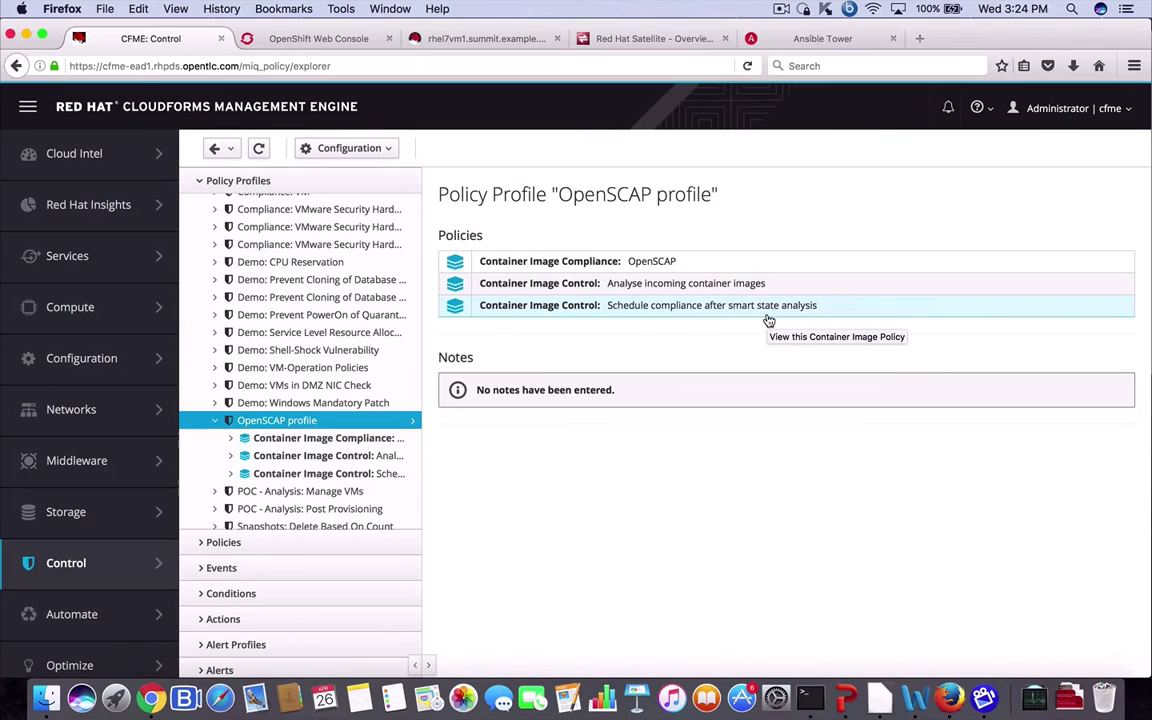 Firefox File Edit View History Bookmarks Tools Window Help 100% Wed 3:24 PM
CFME: Control OpenShift Web Console rhel7vm1.summit.example.... Red Hat Satellite - Overvie... Ansible Tower
https://cfme-ead1.rhpds.opentlc.com/miq_policy/explorer Search
RED HAT® CLOUDFORMS MANAGEMENT ENGINE Administrator | cfme
Cloud Intel
Red Hat Insights
Services
Compute
Configuration
Networks
Middleware
Storage
Control
Automate
Optimize
Configuration
Policy Profiles
Compliance: VM
Compliance: VMware Security Hard...
Compliance: VMware Security Hard...
Compliance: VMware Security Hard...
Demo: CPU Reservation
Demo: Prevent Cloning of Database ...
Demo: Prevent Cloning of Database ...
Demo: Prevent PowerOn of Quarant...
Demo: Service Level Resource Alloc...
Demo: Shell-Shock Vulnerability
Demo: VM-Operation Policies
Demo: VMs in DMZ NIC Check
Demo: Windows Mandatory Patch
OpenSCAP profile
Container Image Compliance: ...
Container Image Control: Anal...
Container Image Control: Sche...
POC - Analysis: Manage VMs
POC - Analysis: Post Provisioning
Snapshots: Delete Based On Count
Policies
Events
Conditions
Actions
Alert Profiles
Alerts
Policy Profile "OpenSCAP profile"
Policies
Container Image Compliance: OpenSCAP
Container Image Control: Analyse incoming container images
Container Image Control: Schedule compliance after smart state analysis
View this Container Image Policy
Notes
No notes have been entered.
APR
26
6